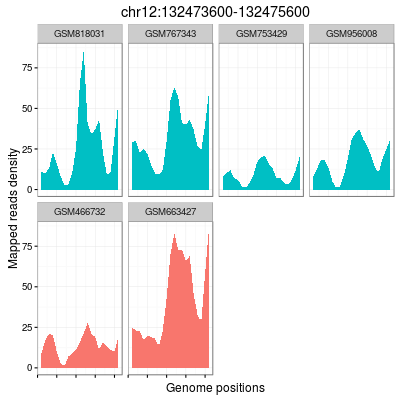 chr12:132473600-132475600
GSM818031 GSM767343 GSM753429 GSM956008
75
50
25
0
GSM466732 GSM663427
75
50
25
0
Mapped reads density
Genome positions